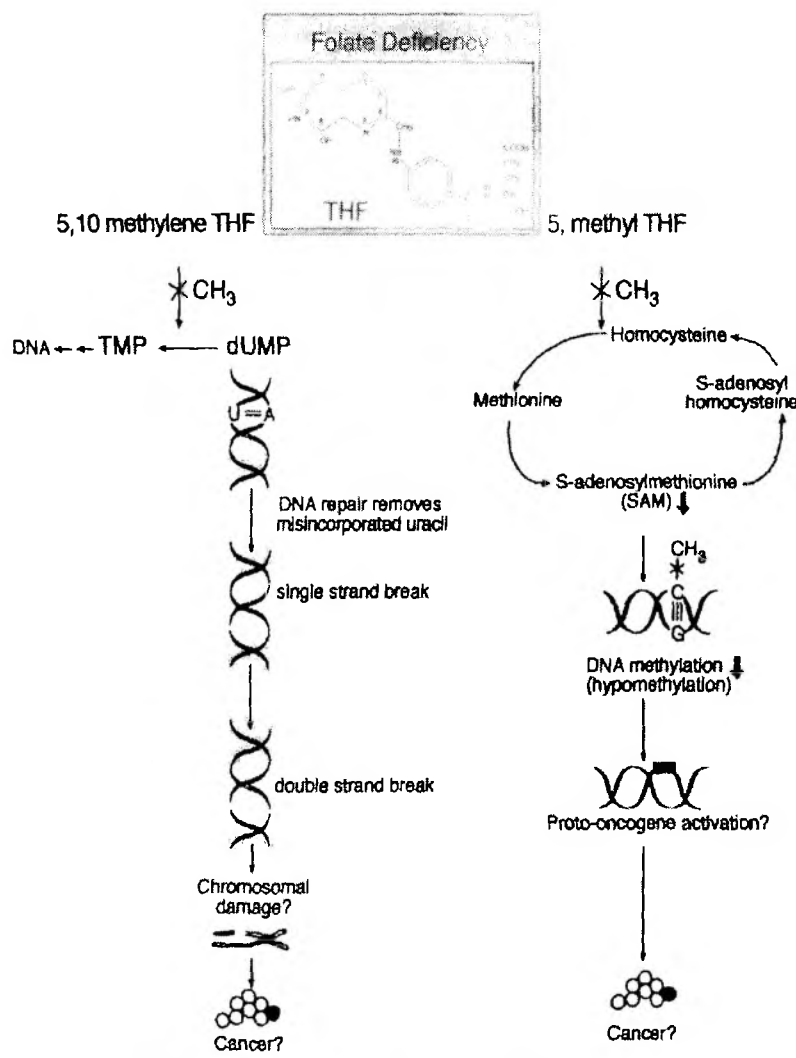 Folate Deficiency
THF
5,10 methylene THF
CH3
DNA TMP dUMP
U A
DNA repair removes
misincorporated uracil
single strand break
double strand break
Chromosomal
damage?
Cancer?
5, methyl THF
CH3
Homocysteine
Methionine
S-adenosyl
homocysteine
S-adenosylmethionine
(SAM)
CH3
C
G
DNA methylation
(hypomethylation)
Proto-oncogene activation?
Cancer?